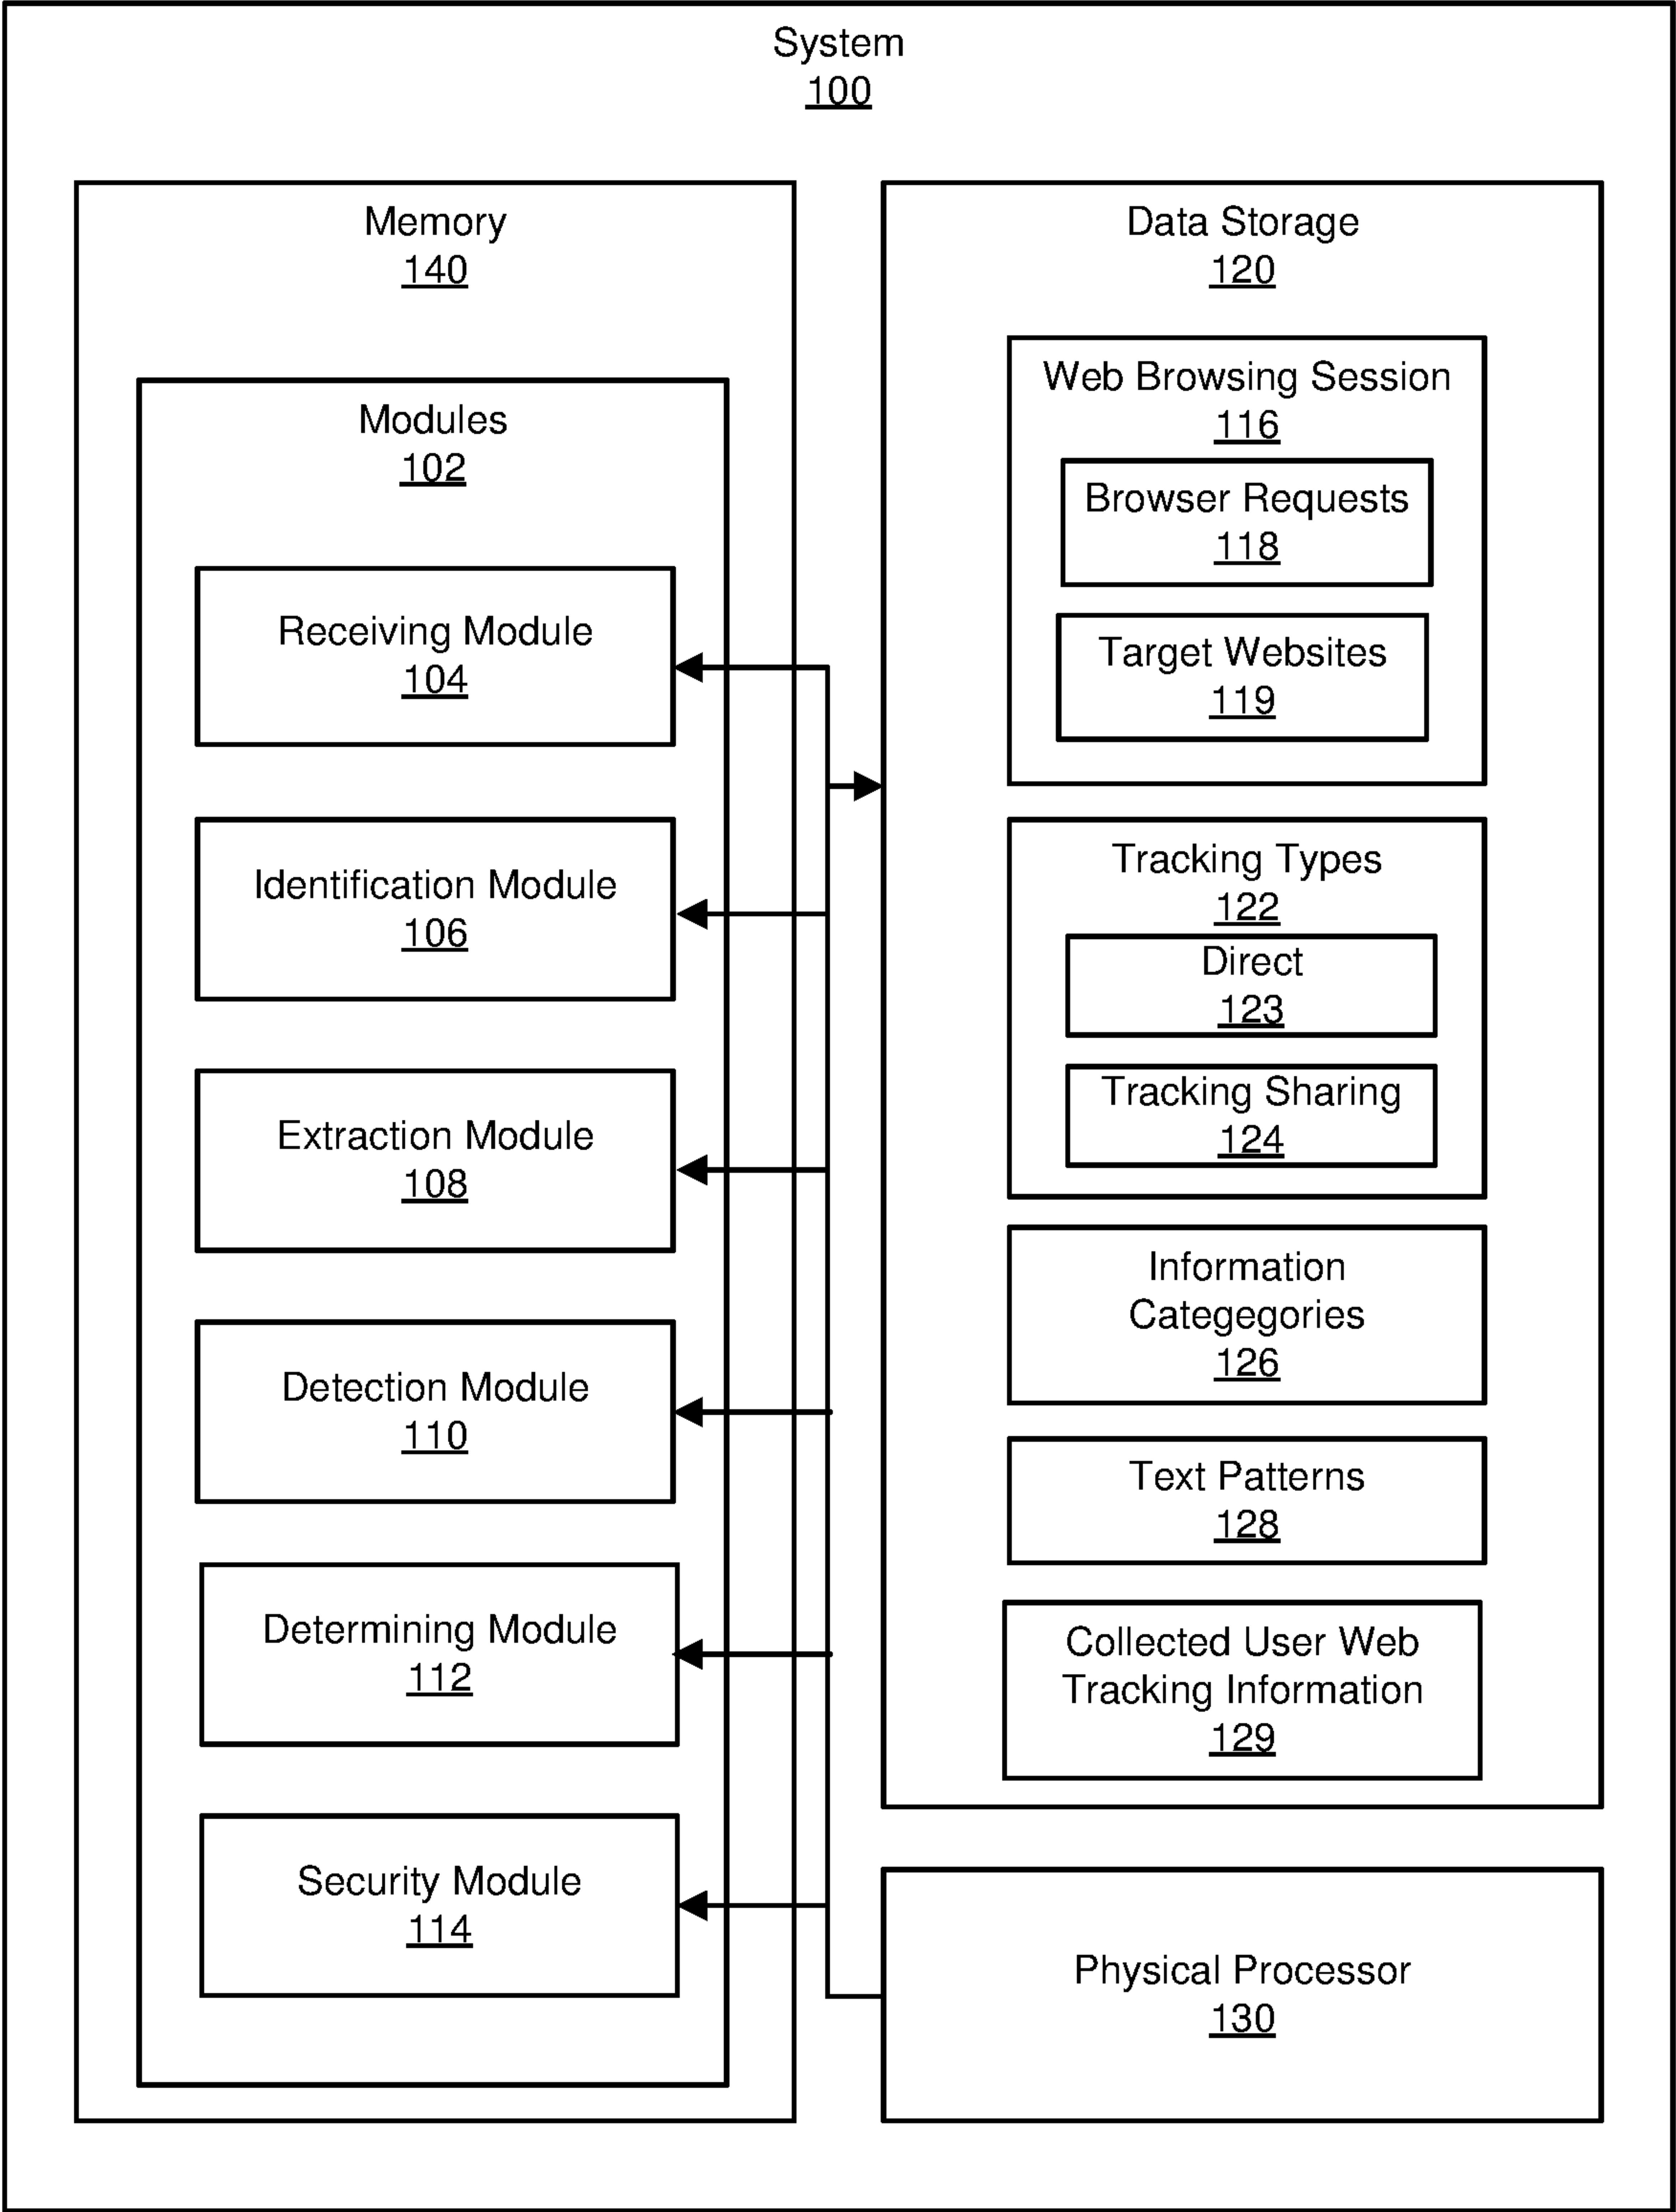 System
100
Memory
140
Modules
102
Receiving Module
104
Identification Module
106
Extraction Module
108
Detection Module
110
Determining Module
112
Security Module
114
Data Storage
120
Web Browsing Session
116
Browser Requests
118
Target Websites
119
Tracking Types
122
Direct
123
Tracking Sharing
124
Information
Categegories
126
Text Patterns
128
Collected User Web
Tracking Information
129
Physical Processor
130